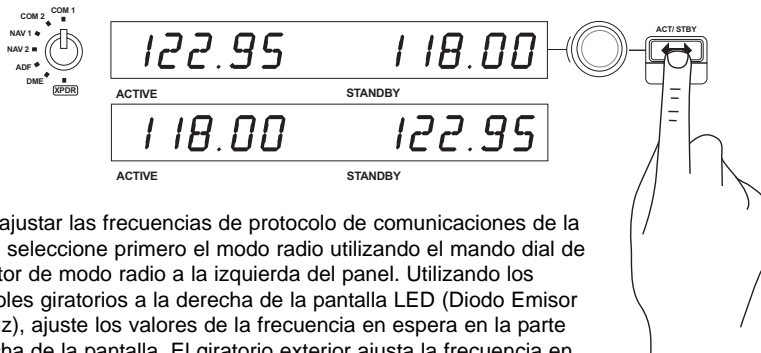 COM 1
COM 2
NAV 1
NAV 2
ADF
DME
XPDR
122.95 118.00
ACT/ STBY
ACTIVE STANDBY
118.00 122.95
ACTIVE STANDBY
ajustar las frecuencias de protocolo de comunicaciones de la
seleccione primero el modo radio utilizando el mando dial de
tor de modo radio a la izquierda del panel. Utilizando los
oles giratorios a la derecha de la pantalla LED (Diodo Emisor
z), ajuste los valores de la frecuencia en espera en la parte
cha de la pantalla. El giratorio exterior ajusta la frecuencia en